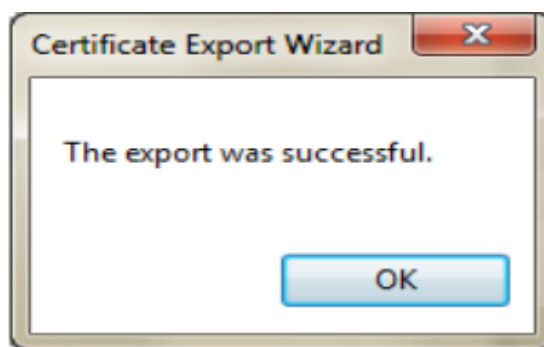 Certificate Export Wizard
The export was successful.
OK